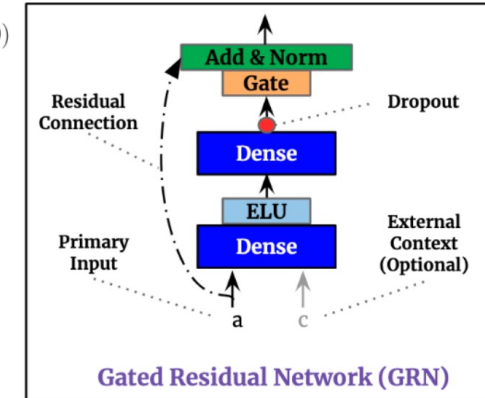 )
Add & Norm
Gate
Residual
Connection
Dropout
Dense
ELU
External
Context
(Optional)
Primary
Input
Dense
a
c
Gated Residual Network (GRN)